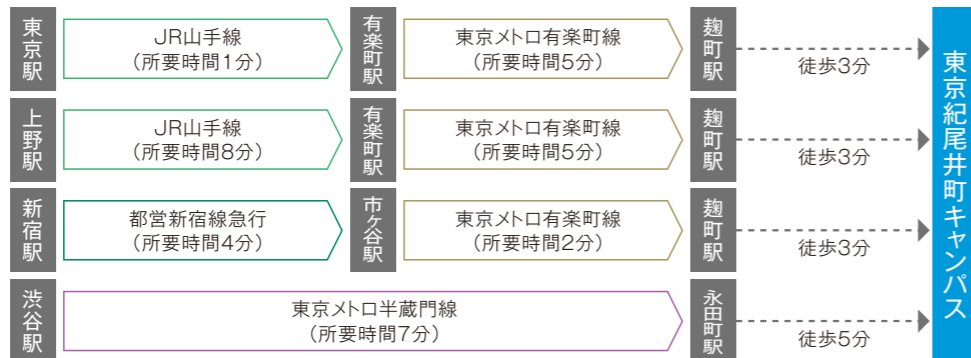 東京駅
JR山手線
(所要時間1分)
有楽町駅
東京メトロ有楽町線
(所要時間5分)
麹町駅
徒歩3分
上野駅
JR山手線
(所要時間8分)
有楽町駅
東京メトロ有楽町線
(所要時間5分)
麹町駅
徒歩3分
新宿駅
都営新宿線急行
(所要時間4分)
市ヶ谷駅
東京メトロ有楽町線
(所要時間2分)
麹町駅
徒歩3分
渋谷駅
東京メトロ半蔵門線
(所要時間7分)
永田町駅
徒歩5分
東京紀尾井町キャンパス